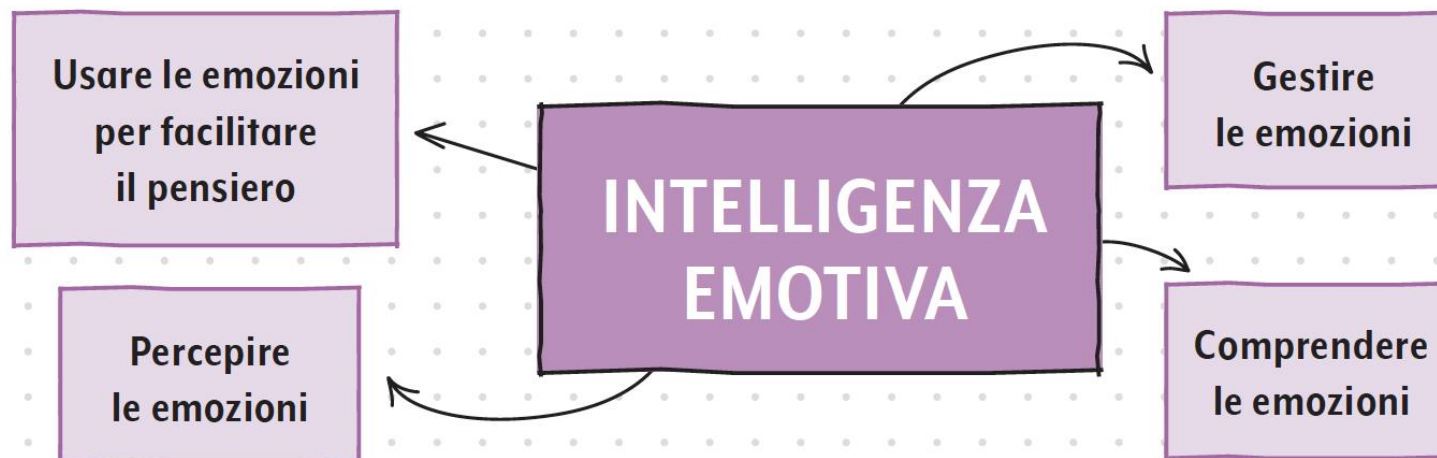 Usare le emozioni
per facilitare
il pensiero
Gestire
le emozioni
INTELLIGENZA
EMOTIVA
Percepire
le emozioni
Comprendere
le emozioni